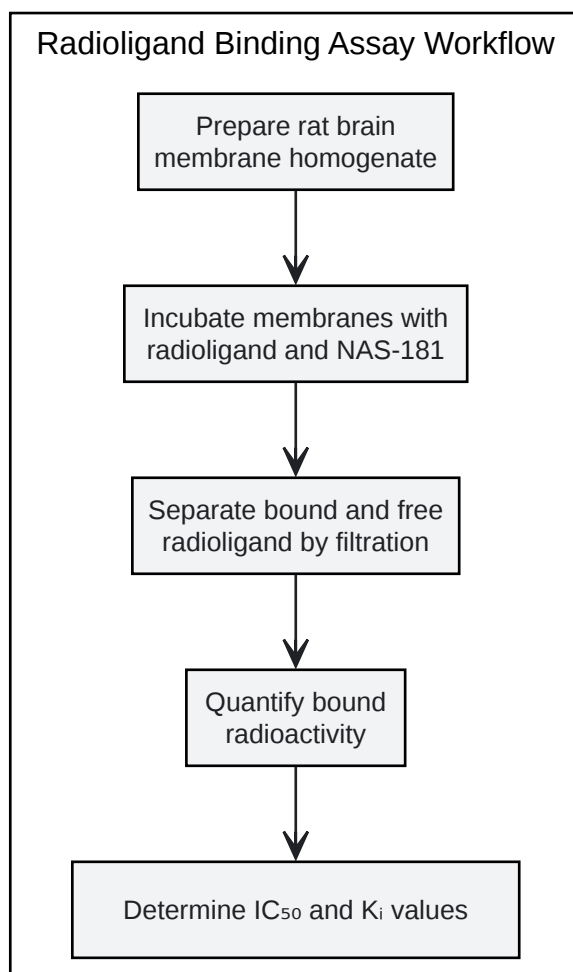 Radioligand Binding Assay Workflow
Prepare rat brain
membrane homogenate
Incubate membranes with
radioligand and NAS-181
Separate bound and free
radioligand by filtration
Quantify bound
radioactivity
Determine IC₅₀ and Kᵢ values